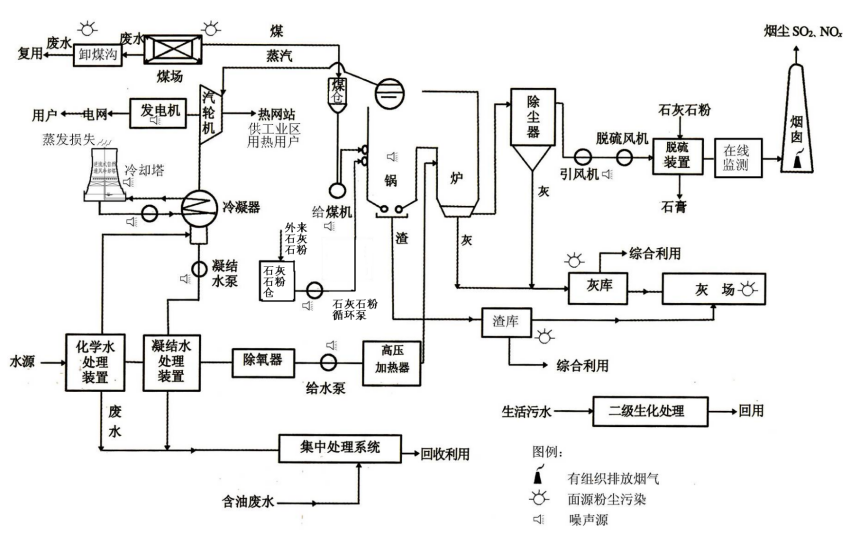 烟尘 SO₂、NOₓ
废水
废水
煤
复用
卸煤沟
煤场
蒸汽
煤仓
汽轮机
用户
电网
发电机
热网站
供工业区
用热用户
除尘器
石灰石粉
烟囱
脱硫风机
脱硫
装置
在线
监测
引风机
石膏
蒸发损失
冷却塔
冷凝器
给煤机
锅
炉
渣
灰
灰
外来
石灰
石粉
石灰
石粉
仓
石灰石粉
循环泵
凝结
水泵
综合利用
灰库
灰 场
渣库
综合利用
水源
化学水
处理
装置
凝结水
处理
装置
除氧器
给水泵
高压
加热器
废水
生活污水
二级生化处理
回用
集中处理系统
回收利用
含油废水
图例：
有组织排放烟气
面源粉尘污染
噪声源